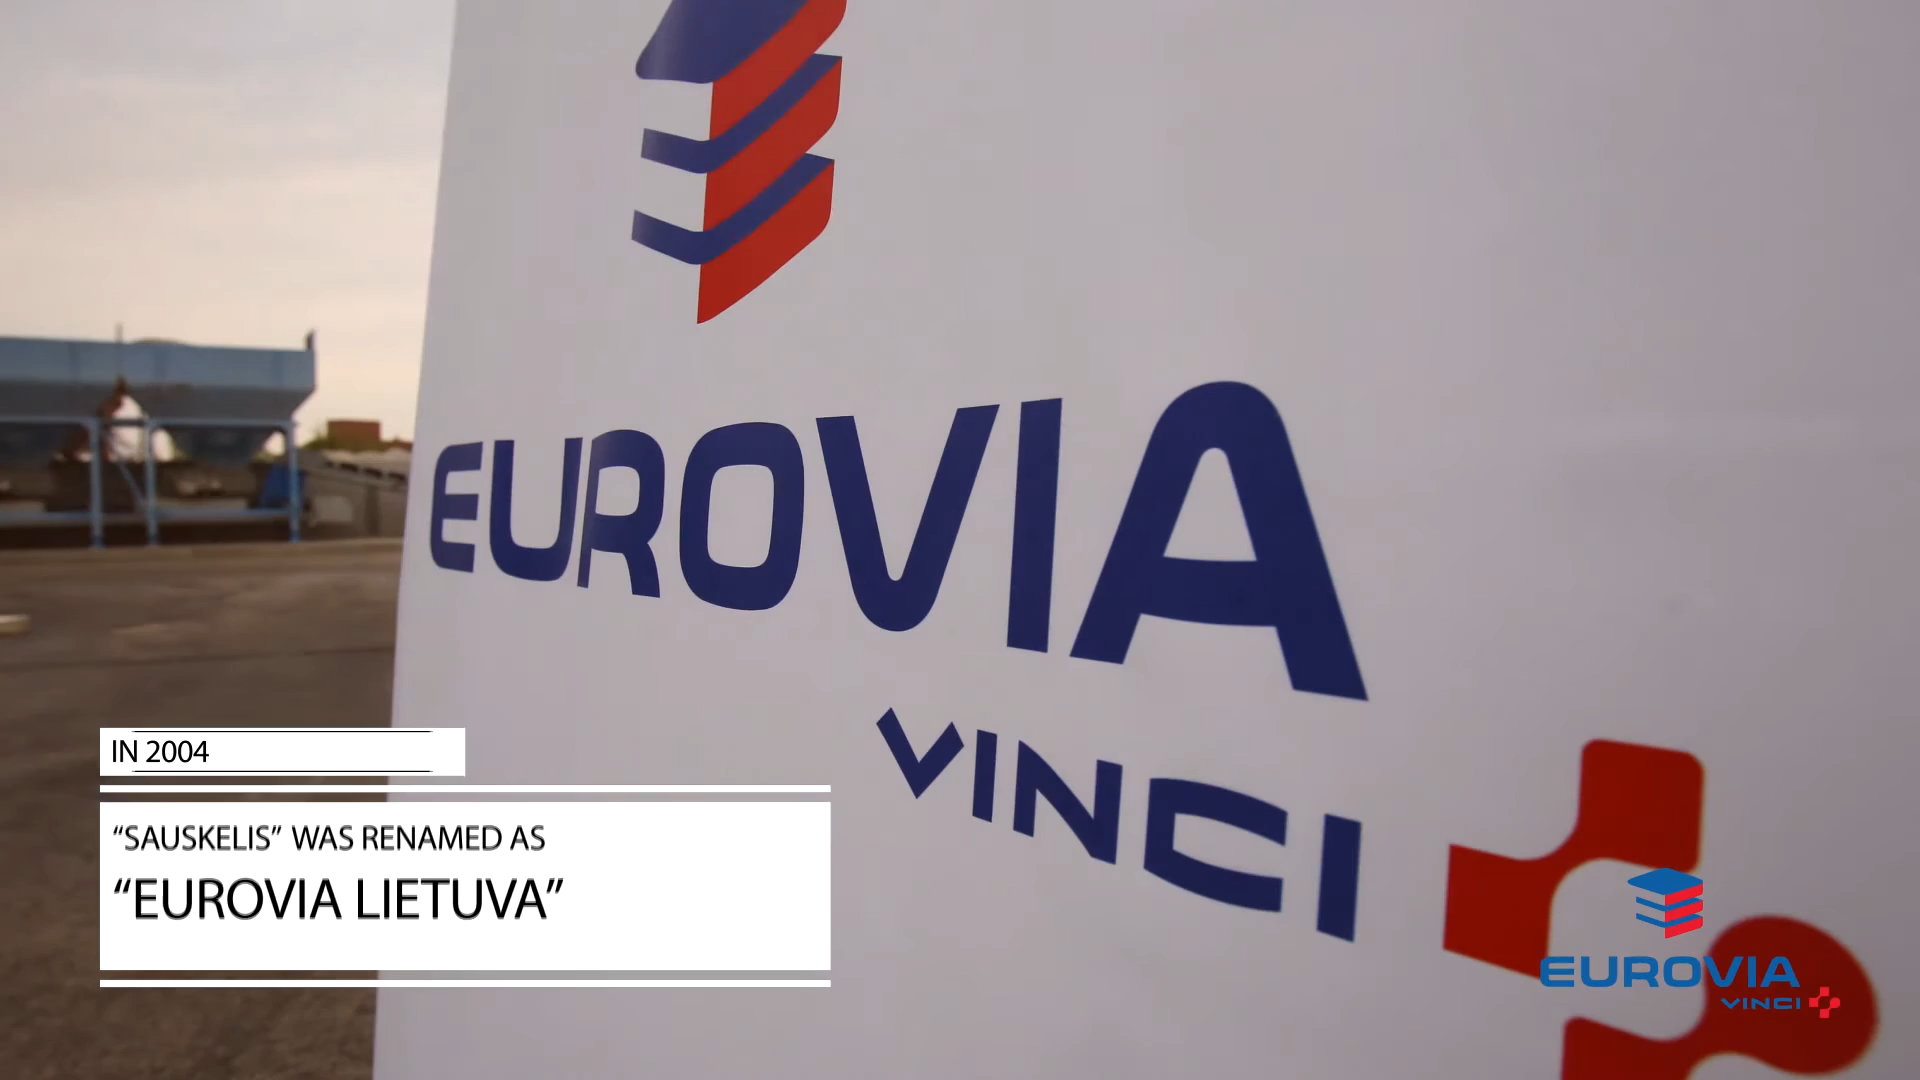 EUROVIA
VINCI
IN 2004
“SAUSKELIS” WAS RENAMED AS
“EUROVIA LIETUVA”
EUROVIA
VINCI